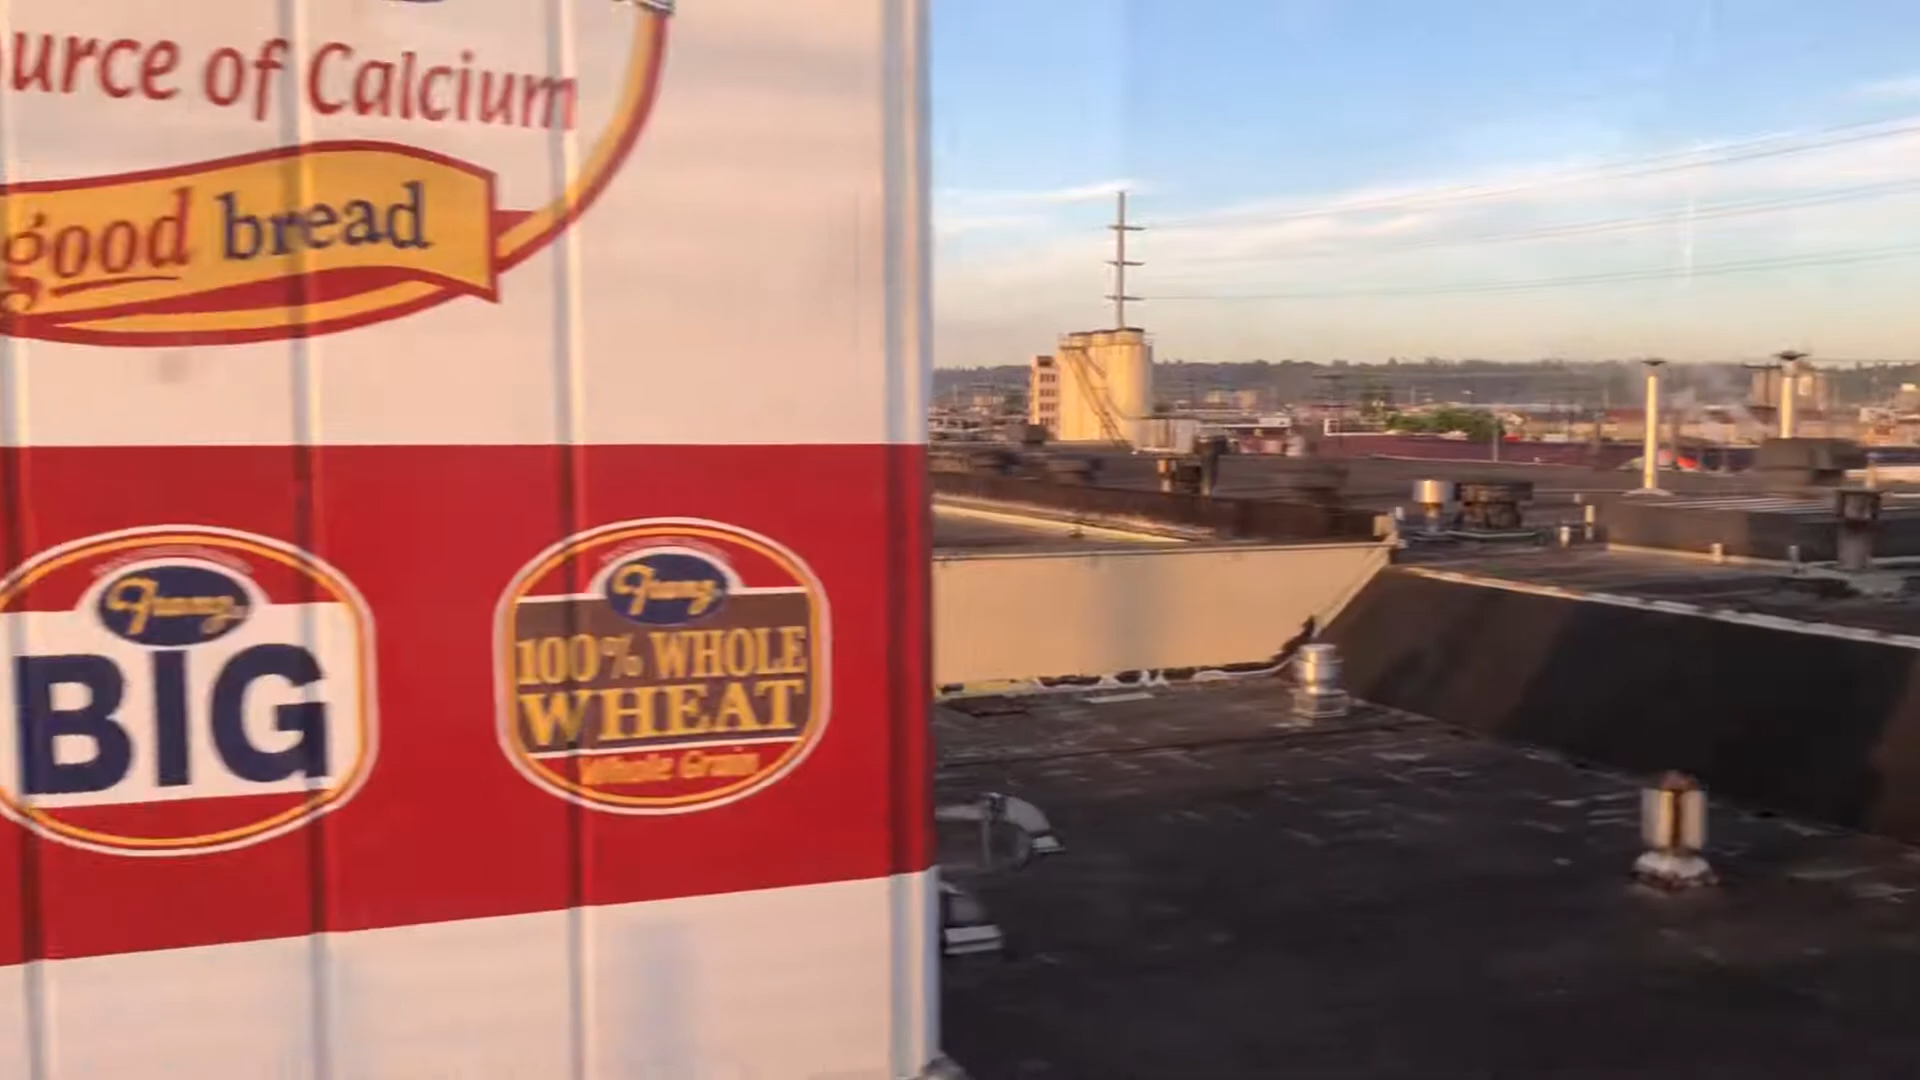 urce of Calcium
good bread
Franz
BIG
Franz
100% WHOLE
WHEAT
Whole Grain